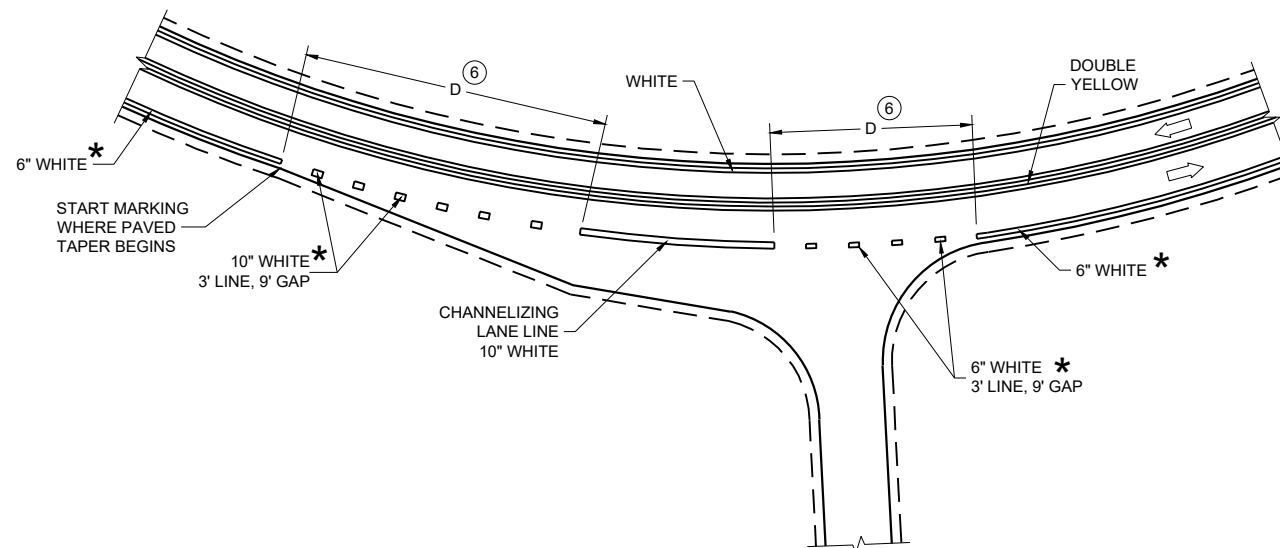 6
D
WHITE
DOUBLE
YELLOW
6
D
6" WHITE *
START MARKING
WHERE PAVED
TAPER BEGINS
10" WHITE *
3' LINE, 9' GAP
CHANNELIZING
LANE LINE
10" WHITE
6" WHITE *
6" WHITE *
3' LINE, 9' GAP